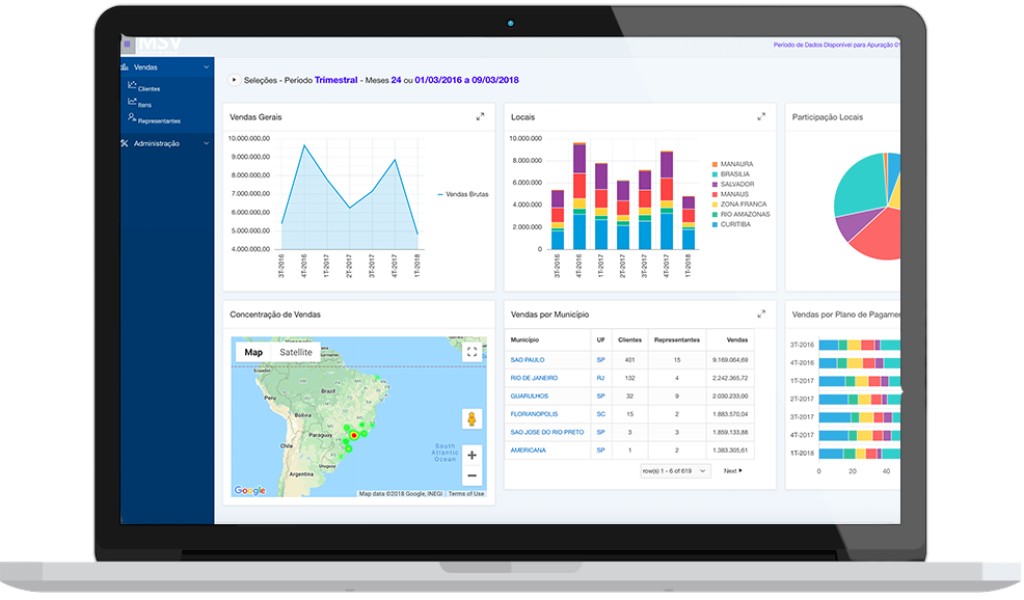 MSV
Período de Dados Disponível para Apuração 01
Vendas
Clientes
Itens
Representantes
Administração
Seleções - Período Trimestral - Meses 24 ou 01/03/2016 a 09/03/2018
Vendas Gerais
10.000.000,00
9.000.000,00
8.000.000,00
7.000.000,00
6.000.000,00
5.000.000,00
4.000.000,00
3T-2016
4T-2016
1T-2017
2T-2017
3T-2017
4T-2017
1T-2018
Vendas Brutas
Locais
10.000.000
8.000.000
6.000.000
4.000.000
2.000.000
0
3T-2016
4T-2016
1T-2017
2T-2017
3T-2017
4T-2017
1T-2018
MANAURA
BRASILIA
SALVADOR
MANAUS
ZONA FRANCA
RIO AMAZONAS
CURITIBA
Participação Locais
Concentração de Vendas
Map Satellite
Ecuador
Peru
Brazil
Bolivia
Paraguay
Chile
Uruguay
Argentina
South
Atlantic
Ocean
Google
Map data ©2018 Google, INEGI Terms of Use
Vendas por Município
Município UF Clientes Representantes Vendas
SAO PAULO SP 401 15 9.169.064,69
RIO DE JANEIRO RJ 132 4 2.242.365,72
GUARULHOS SP 32 9 2.030.233,00
FLORIANOPOLIS SC 15 2 1.883.570,04
SAO JOSE DO RIO PRETO SP 3 3 1.859.133,88
AMERICANA SP 1 2 1.383.305,61
row(s) 1 - 6 of 619 Next
Vendas por Plano de Pagamen
3T-2016
4T-2016
1T-2017
2T-2017
3T-2017
4T-2017
1T-2018
0 20 40